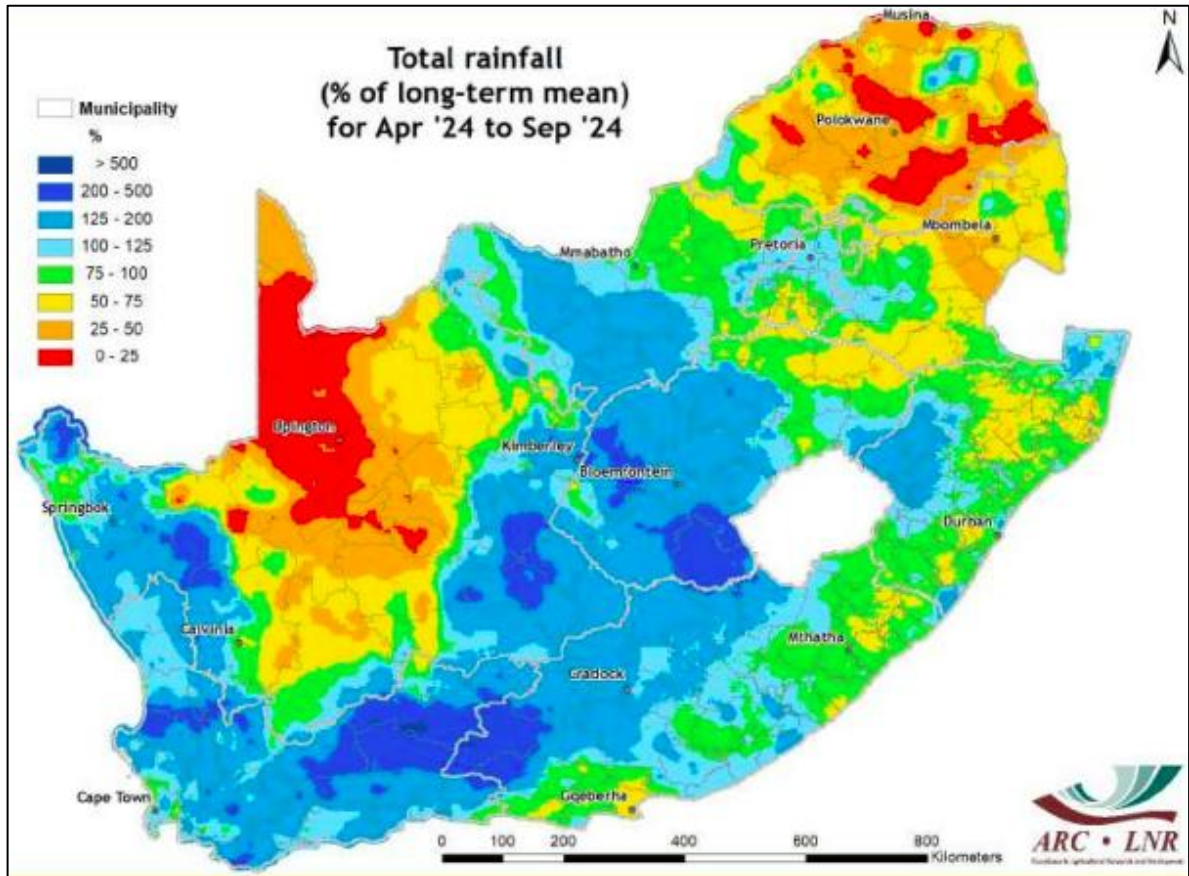 Musina
N
Total rainfall
(% of long-term mean)
for Apr '24 to Sep '24
Municipality
%
> 500
200 - 500
125 - 200
100 - 125
75 - 100
50 - 75
25 - 50
0 - 25
Polokwane
Mbombela
Pretoria
Mmabatho
Upington
Kimberley
Bloemfontein
Springbok
Durban
Calvinia
Mthatha
Cradock
Cape Town
Gqeberha
0 100 200 400 600 800
Kilometers
ARC • LNR